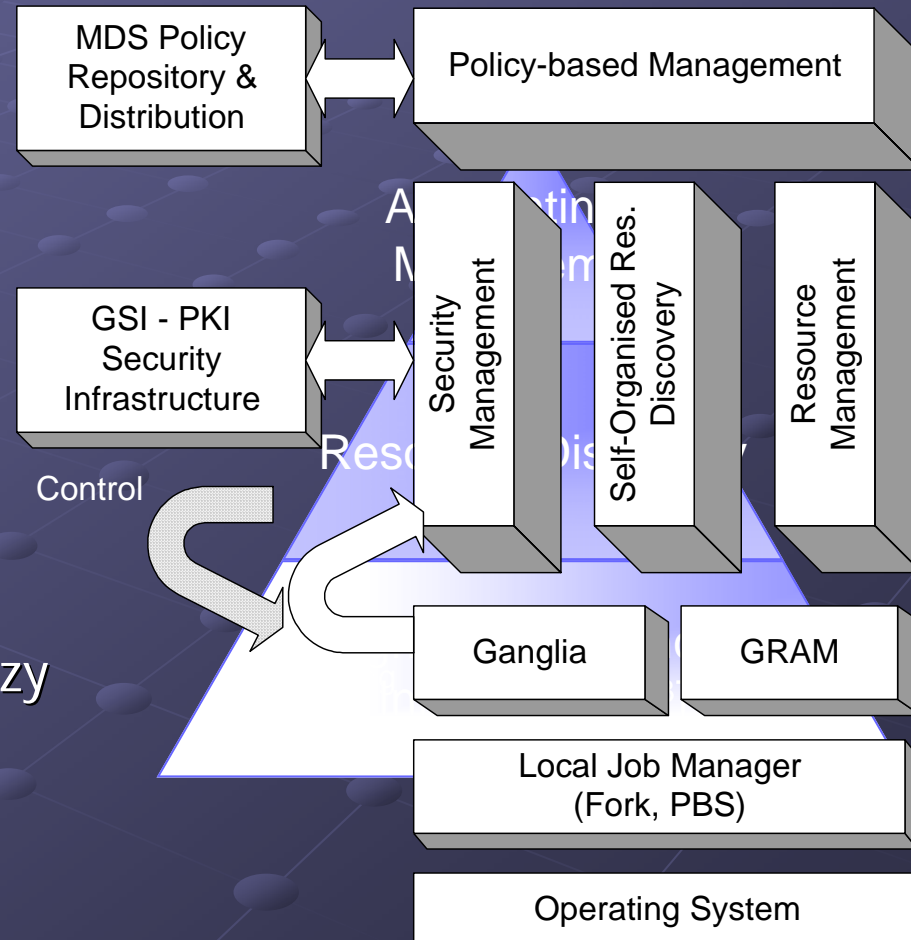 MDS Policy
Repository &
Distribution
Policy-based Management
GSI - PKI
Security
Infrastructure
Security
Management
Self-Organised Res.
Discovery
Resource
Management
Control
Ganglia
GRAM
zy
Local Job Manager
(Fork, PBS)
Operating System